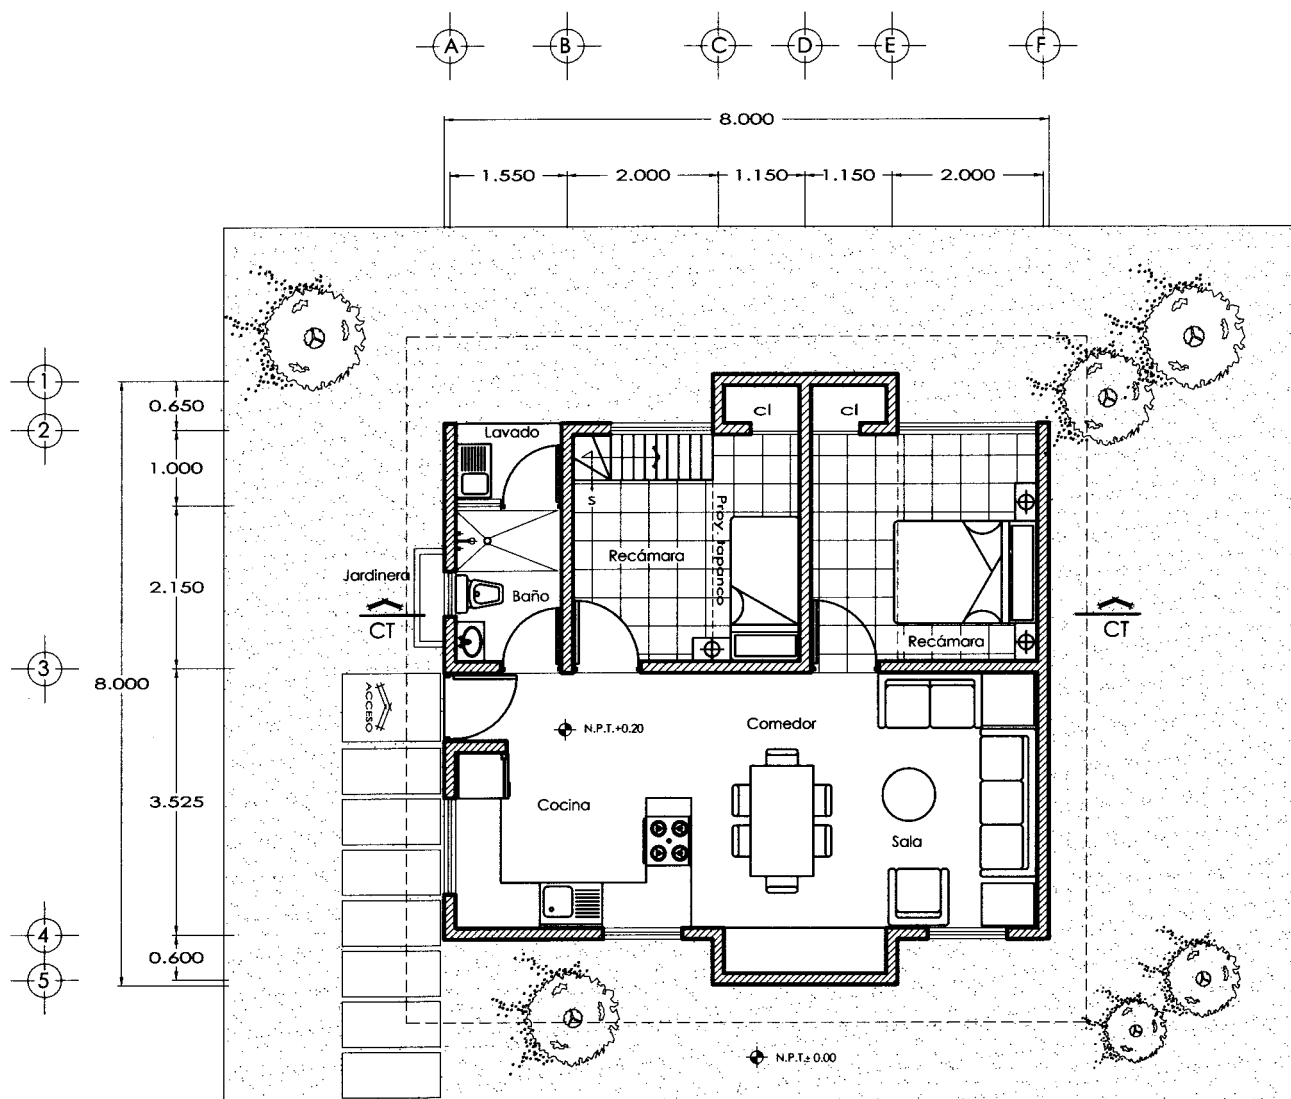 A B C D E F
8.000
1.550 2.000 1.150 1.150 2.000
1
0.650
2
cl cl
Lavado
1.000
S
Proy. tapanco
Recámara
Jardinera
2.150
Baño
CT
CT
Recámara
3
8.000
ACCESO
Comedor
N.P.T.+0.20
3.525
Cocina
Sala
4
0.600
5
N.P.T.± 0.00